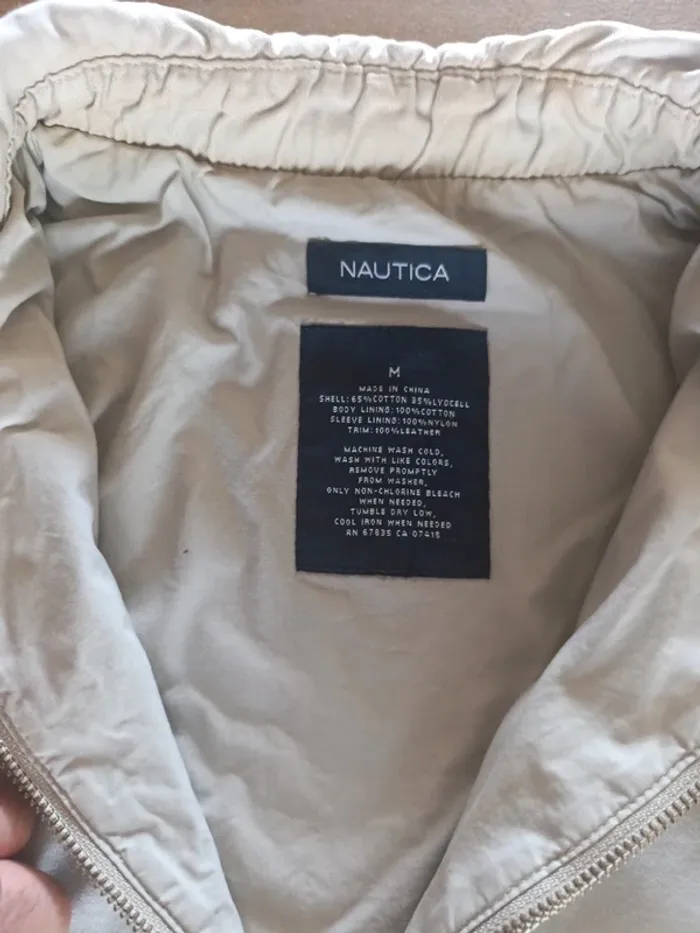 NAUTICA
M
MADE IN CHINA
SHELL: 65%COTTON 35%LYOCELL
BODY LINING: 100%COTTON
SLEEVE LINING: 100%NYLON
TRIM: 100%LEATHER
MACHINE WASH COLD,
WASH WITH LIKE COLORS,
REMOVE PROMPTLY
FROM WASHER,
ONLY NON-CHLORINE BLEACH
WHEN NEEDED,
TUMBLE DRY LOW,
COOL IRON WHEN NEEDED
RN 67835 CA 07415